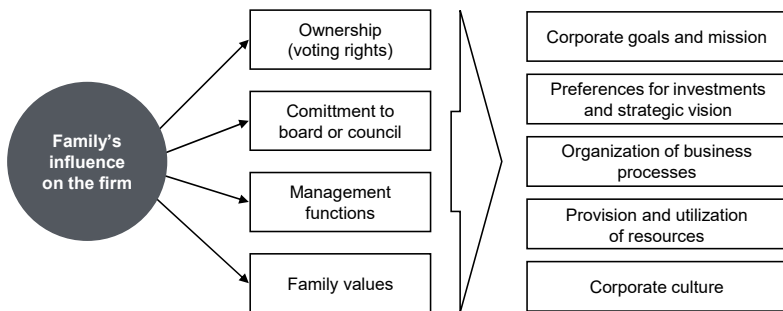 Family's
influence
on the firm
Ownership
(voting rights)
Comittment to
board or council
Management
functions
Family values
Corporate goals and mission
Preferences for investments
and strategic vision
Organization of business
processes
Provision and utilization
of resources
Corporate culture